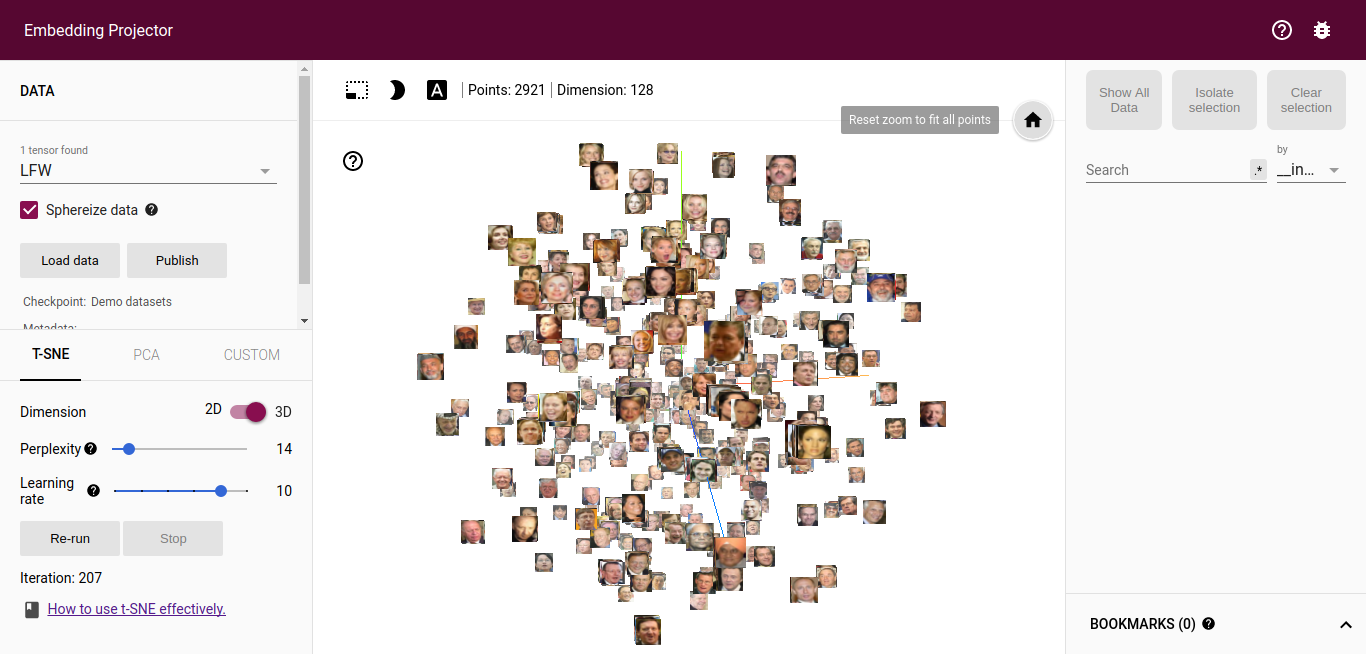 Embedding Projector
DATA
1 tensor found
LFW
Sphereize data
Load data
Publish
Checkpoint: Demo datasets
Metadata:
T-SNE
PCA
CUSTOM
Dimension
2D
3D
Perplexity
14
Learning
rate
10
Re-run
Stop
Iteration: 207
How to use t-SNE effectively.
A
Points: 2921
Dimension: 128
Reset zoom to fit all points
Show All
Data
Isolate
selection
Clear
selection
Search
.*
by
__in...
BOOKMARKS (0)